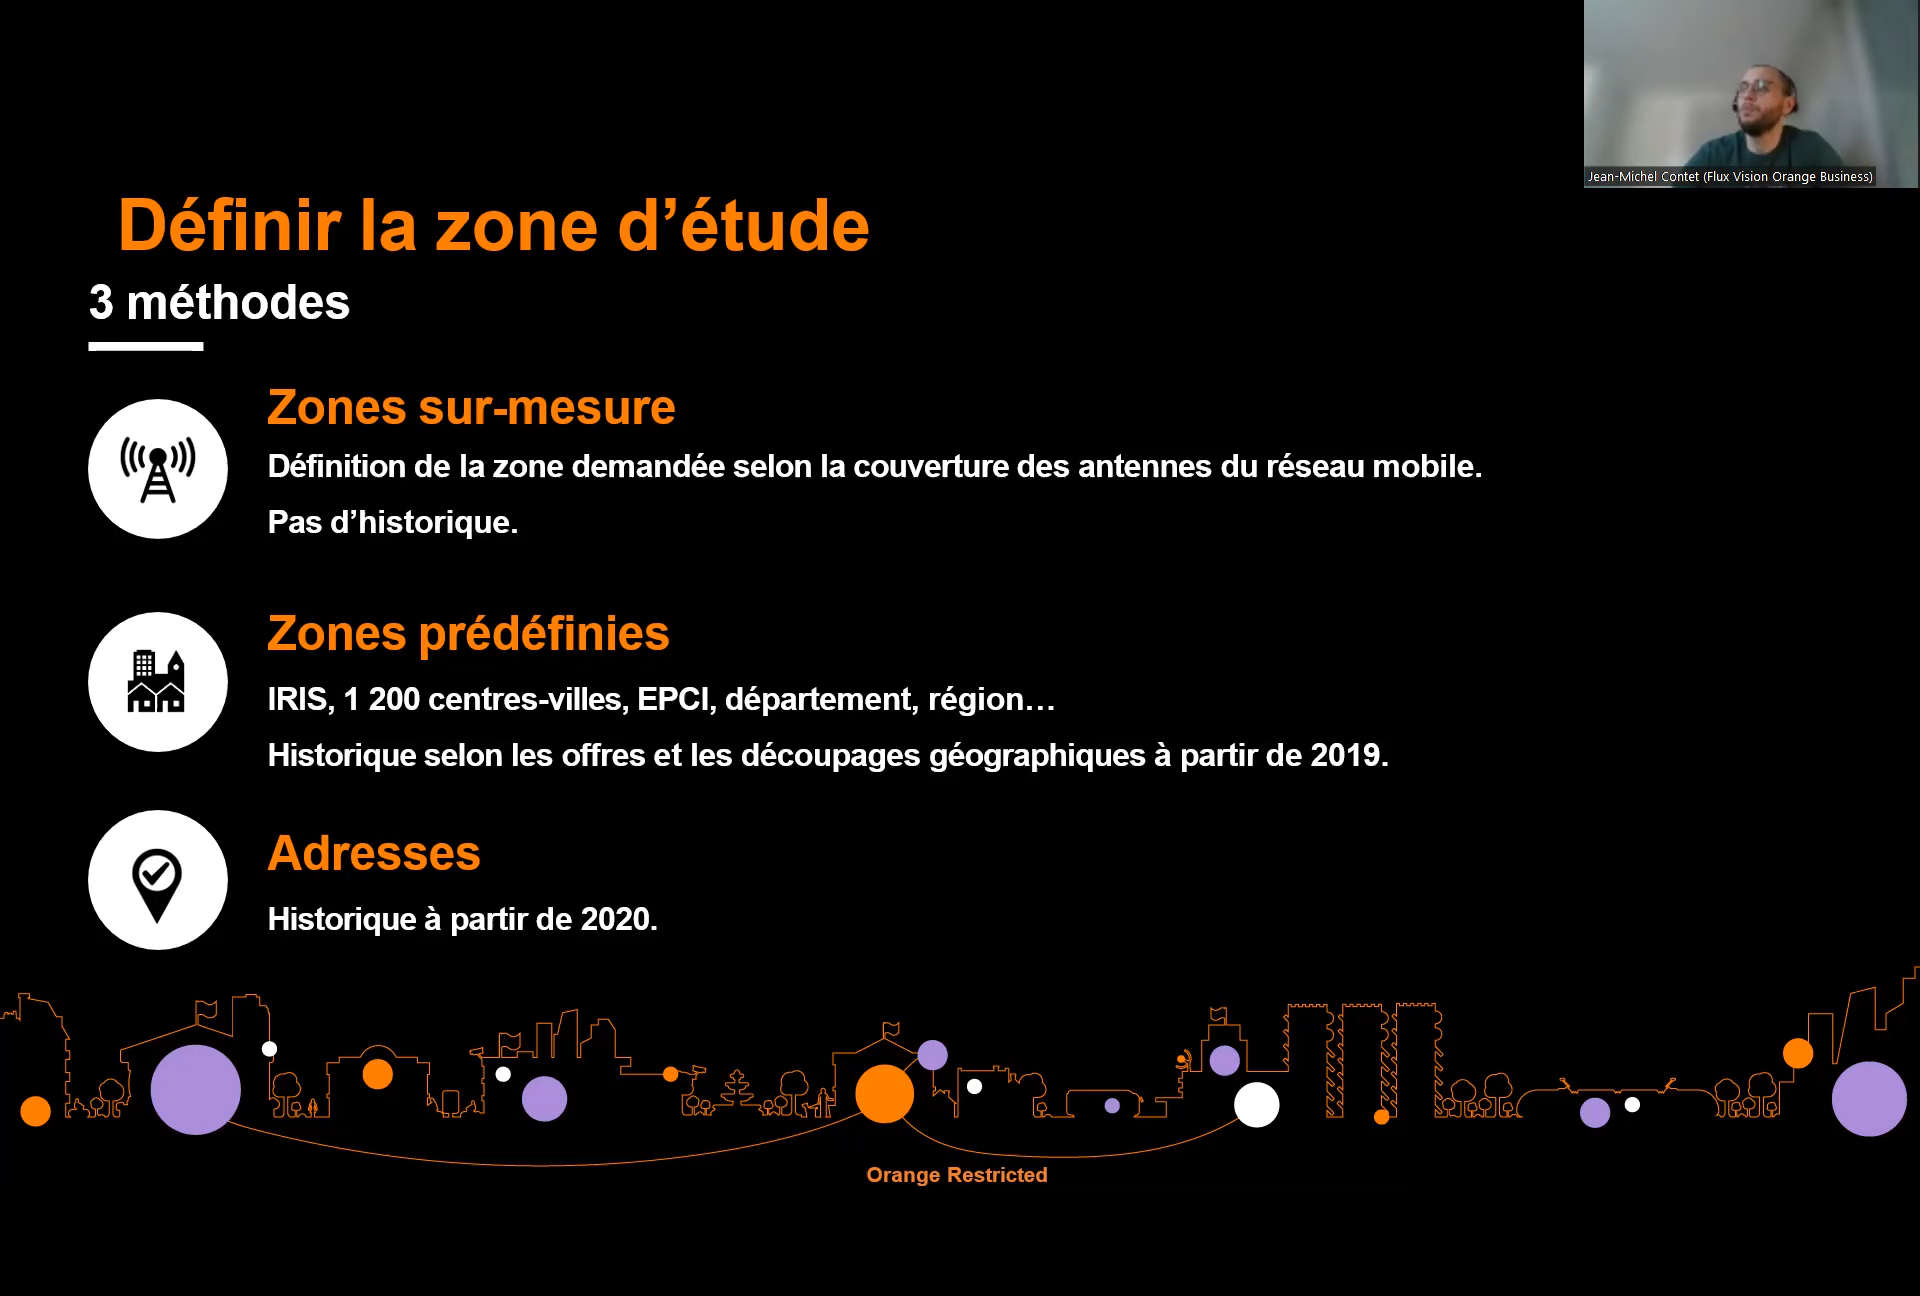 Jean-Michel Contet (Flux Vision Orange Business)
Définir la zone d’étude
3 méthodes
Zones sur-mesure
Définition de la zone demandée selon la couverture des antennes du réseau mobile.
Pas d’historique.
Zones prédéfinies
IRIS, 1 200 centres-villes, EPCI, département, région…
Historique selon les offres et les découpages géographiques à partir de 2019.
Adresses
Historique à partir de 2020.
Orange Restricted